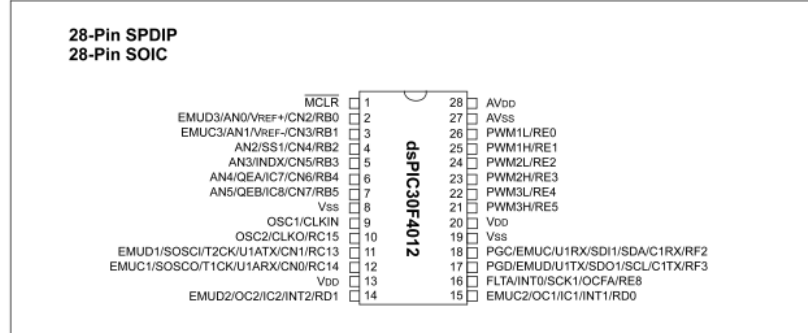 28-Pin SPDIP
28-Pin SOIC
MCLR 1 28 AVDD
EMUD3/AN0/VREF+/CN2/RB0 2 27 AVSS
EMUC3/AN1/VREF-/CN3/RB1 3 26 PWM1L/RE0
AN2/SS1/CN4/RB2 4 25 PWM1H/RE1
AN3/INDX/CN5/RB3 5 24 PWM2L/RE2
AN4/QEA/IC7/CN6/RB4 6 23 PWM2H/RE3
AN5/QEB/IC8/CN7/RB5 7 22 PWM3L/RE4
VSS 8 21 PWM3H/RE5
OSC1/CLKIN 9 20 VDD
OSC2/CLKO/RC15 10 19 VSS
EMUD1/SOSCI/T2CK/U1ATX/CN1/RC13 11 18 PGC/EMUC/U1RX/SDI1/SDA/C1RX/RF2
EMUC1/SOSCO/T1CK/U1ARX/CN0/RC14 12 17 PGD/EMUD/U1TX/SDO1/SCL/C1TX/RF3
VDD 13 16 FLTA/INT0/SCK1/OCFA/RE8
EMUD2/OC2/IC2/INT2/RD1 14 15 EMUC2/OC1/IC1/INT1/RD0
dsPIC30F4012